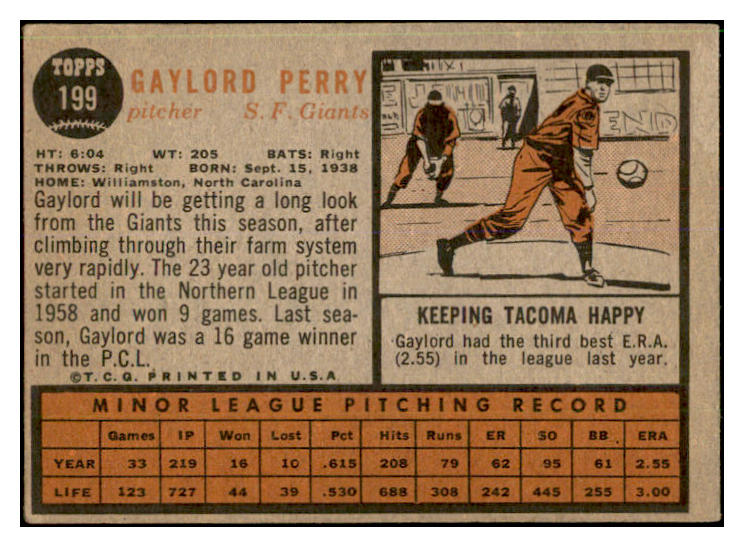 TOPPS
199
GAYLORD PERRY
pitcher S. F. Giants
HT: 6:04 WT: 205 BATS: Right
THROWS: Right BORN: Sept. 15, 1938
HOME: Williamston, North Carolina
Gaylord will be getting a long look
from the Giants this season, after
climbing through their farm system
very rapidly. The 23 year old pitcher
started in the Northern League in
1958 and won 9 games. Last sea-
son, Gaylord was a 16 game winner
in the P.C.L.
©T.C.G. PRINTED IN U.S.A.
KEEPING TACOMA HAPPY
Gaylord had the third best E.R.A.
(2.55) in the league last year.
MINOR LEAGUE PITCHING RECORD
Games IP Won Lost Pct Hits Runs ER SO BB ERA
YEAR 33 219 16 10 .615 208 79 62 95 61 2.55
LIFE 123 727 44 39 .530 688 308 242 445 255 3.00